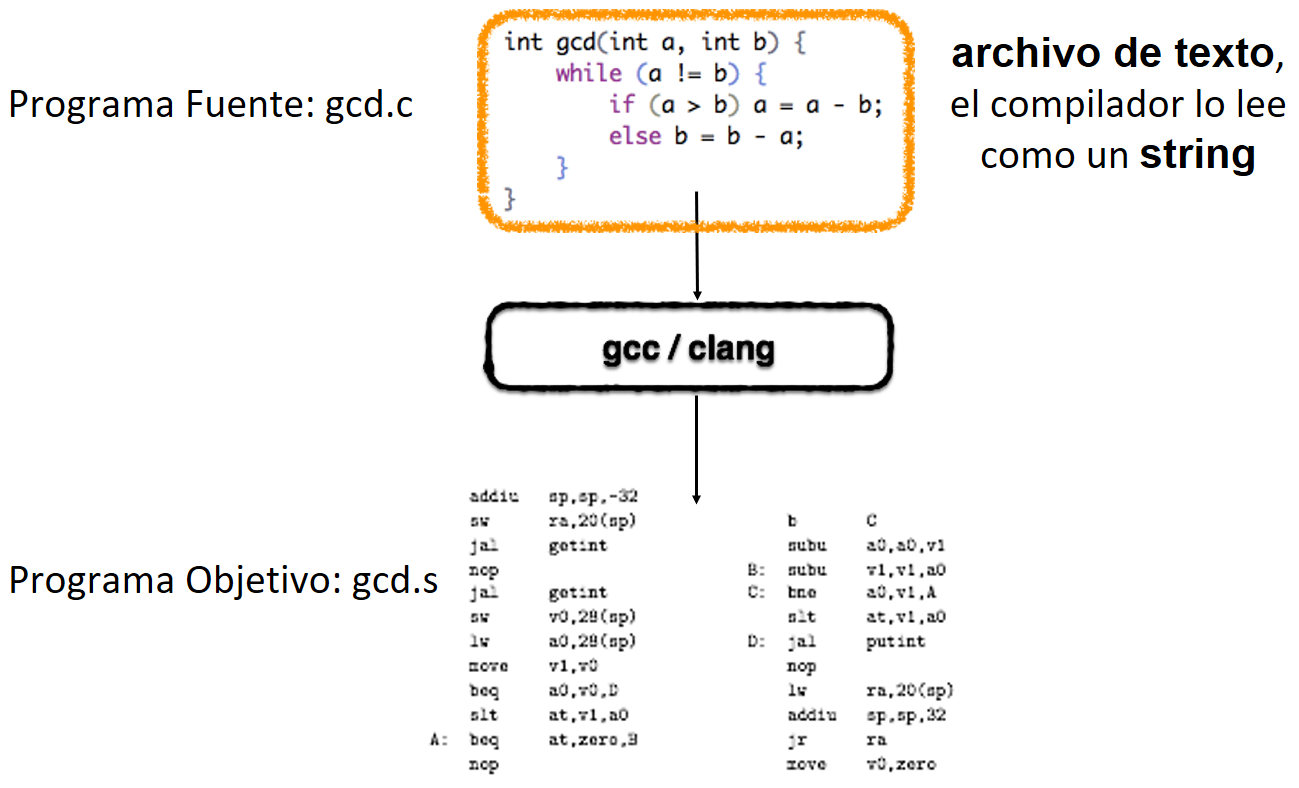 Programa Fuente: gcd.c
int gcd(int a, int b) {
while (a != b) {
if (a > b) a = a - b;
else b = b - a;
}
}
archivo de texto,
el compilador lo lee
como un string
gcc / clang
Programa Objetivo: gcd.s
addiu sp,sp,-32
sw ra,20(sp)
jal getint
nop
jal getint
sw v0,28(sp)
lw a0,28(sp)
move v1,v0
beq a0,v0,D
slt at,v1,a0
A: beq at,zero,B
nop
b C
subu a0,a0,v1
B: subu v1,v1,a0
C: bne a0,v1,A
slt at,v1,a0
D: jal putint
nop
lw ra,20(sp)
addiu sp,sp,32
jr ra
move v0,zero